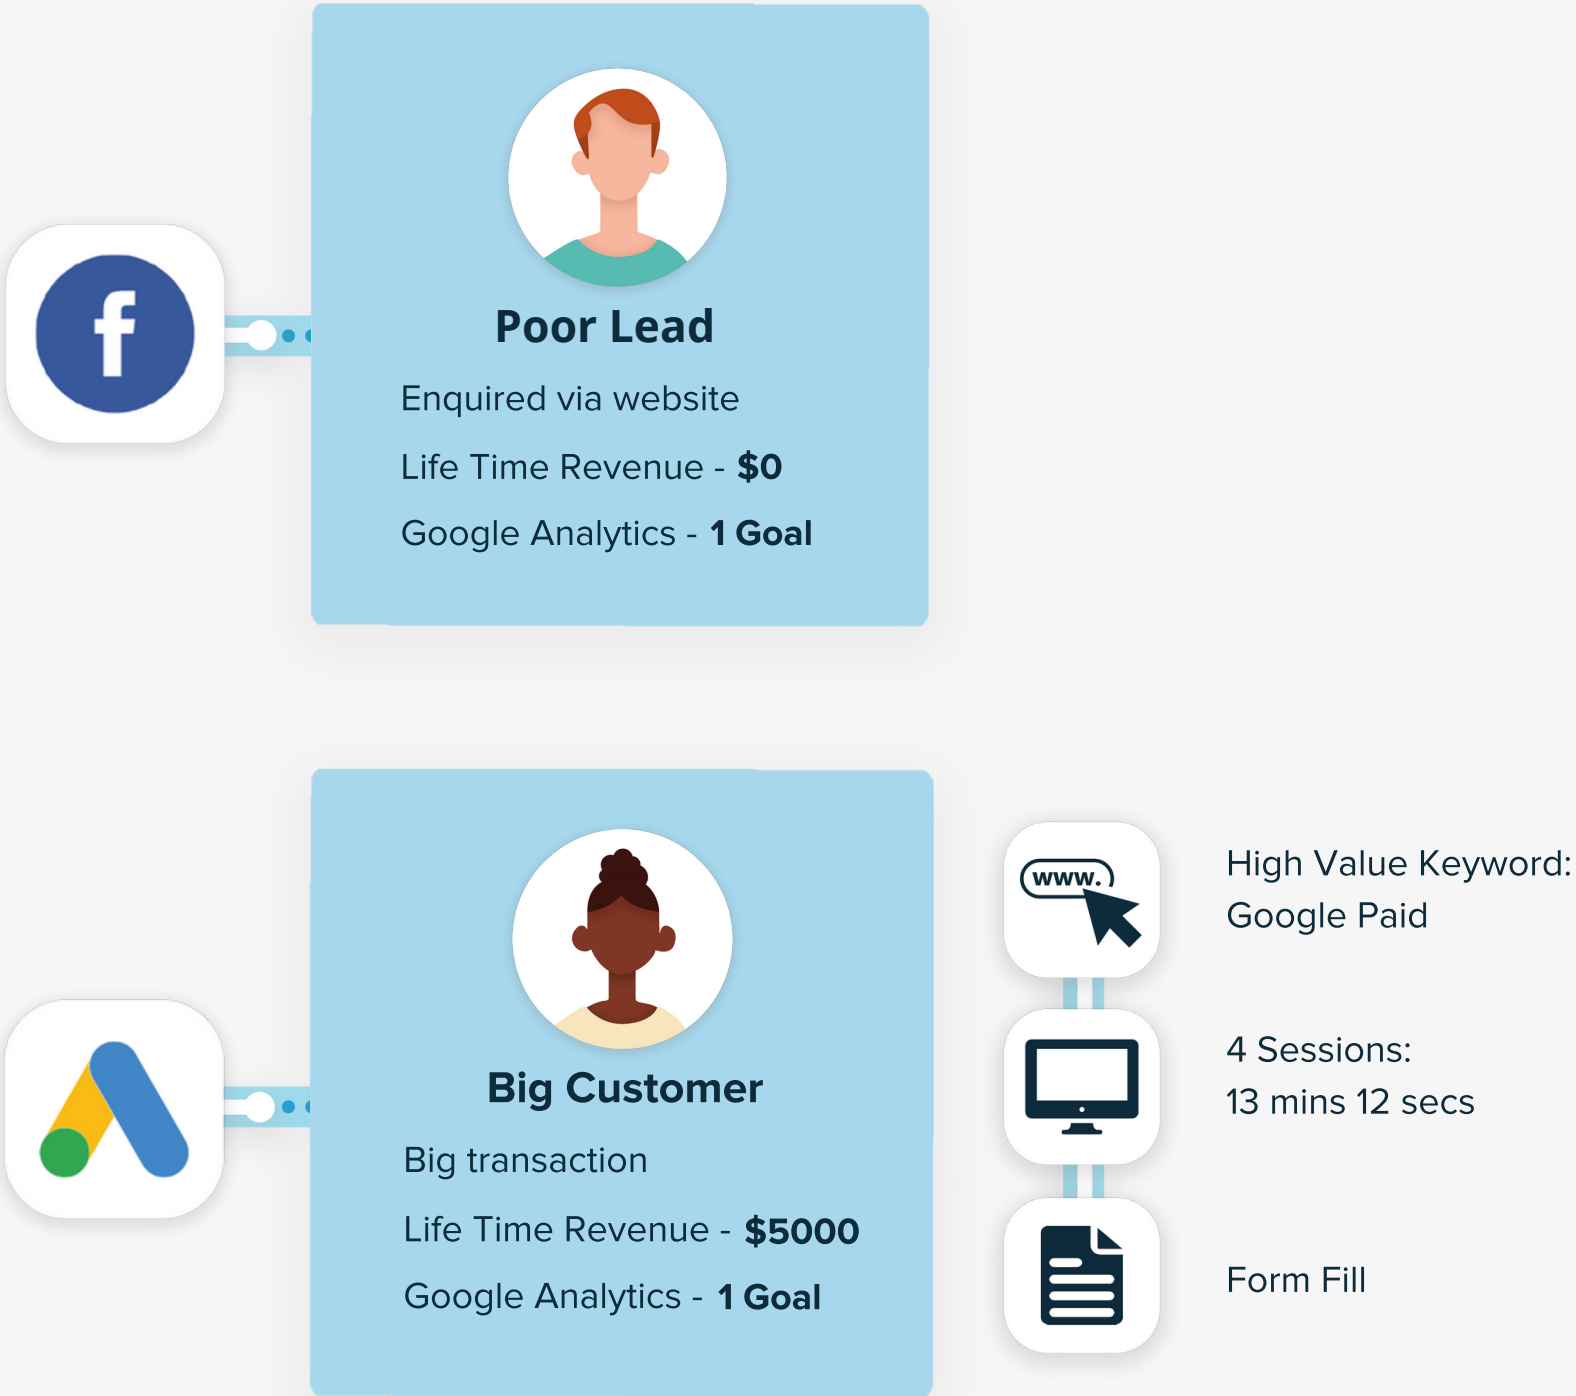 f
Poor Lead
Enquired via website
Life Time Revenue - $0
Google Analytics - 1 Goal
Big Customer
Big transaction
Life Time Revenue - $5000
Google Analytics - 1 Goal
www.
High Value Keyword:
Google Paid
4 Sessions:
13 mins 12 secs
Form Fill